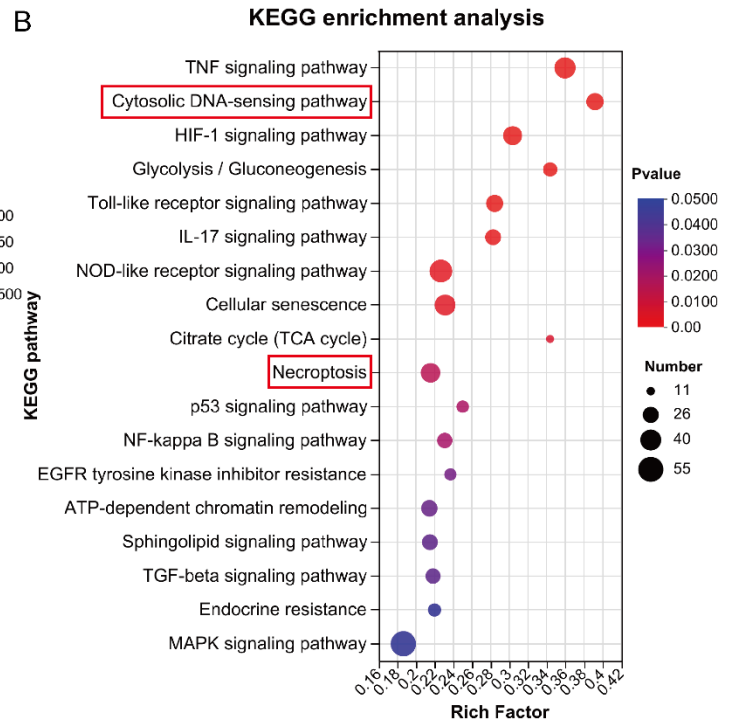 B
KEGG enrichment analysis
TNF signaling pathway
Cytosolic DNA-sensing pathway
HIF-1 signaling pathway
Glycolysis / Gluconeogenesis
Toll-like receptor signaling pathway
IL-17 signaling pathway
NOD-like receptor signaling pathway
Cellular senescence
Citrate cycle (TCA cycle)
Necroptosis
p53 signaling pathway
NF-kappa B signaling pathway
EGFR tyrosine kinase inhibitor resistance
ATP-dependent chromatin remodeling
Sphingolipid signaling pathway
TGF-beta signaling pathway
Endocrine resistance
MAPK signaling pathway
KEGG pathway
00
50
00
500
0.16
0.18
0.2
0.22
0.24
0.26
0.28
0.3
0.32
0.34
0.36
0.38
0.4
0.42
Rich Factor
Pvalue
0.0500
0.0400
0.0300
0.0200
0.0100
0.00
Number
11
26
40
55